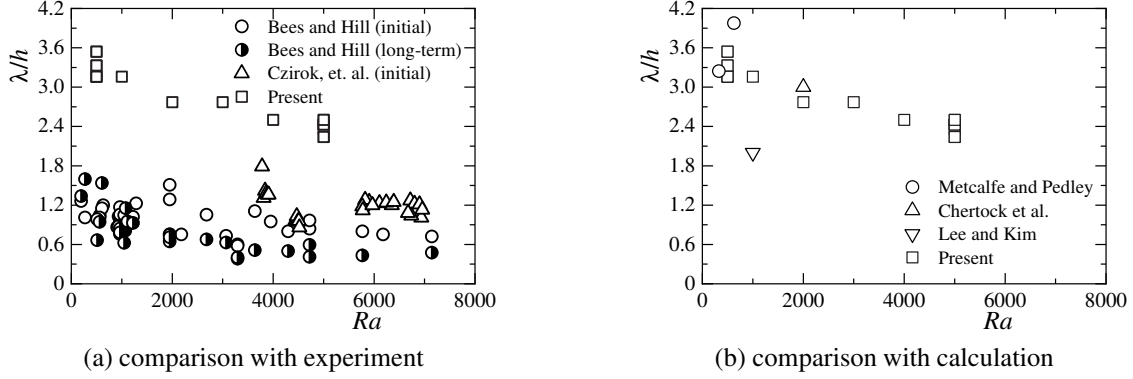 4.2
3.6
3.0
2.4
1.8
1.2
0.6
0
λ/h
Bees and Hill (initial)
Bees and Hill (long-term)
Czirok, et. al. (initial)
Present
0 2000 4000 6000 8000
Ra
(a) comparison with experiment
4.2
3.6
3.0
2.4
1.8
1.2
0.6
0
λ/h
Metcalfe and Pedley
Chertock et al.
Lee and Kim
Present
0 2000 4000 6000 8000
Ra
(b) comparison with calculation